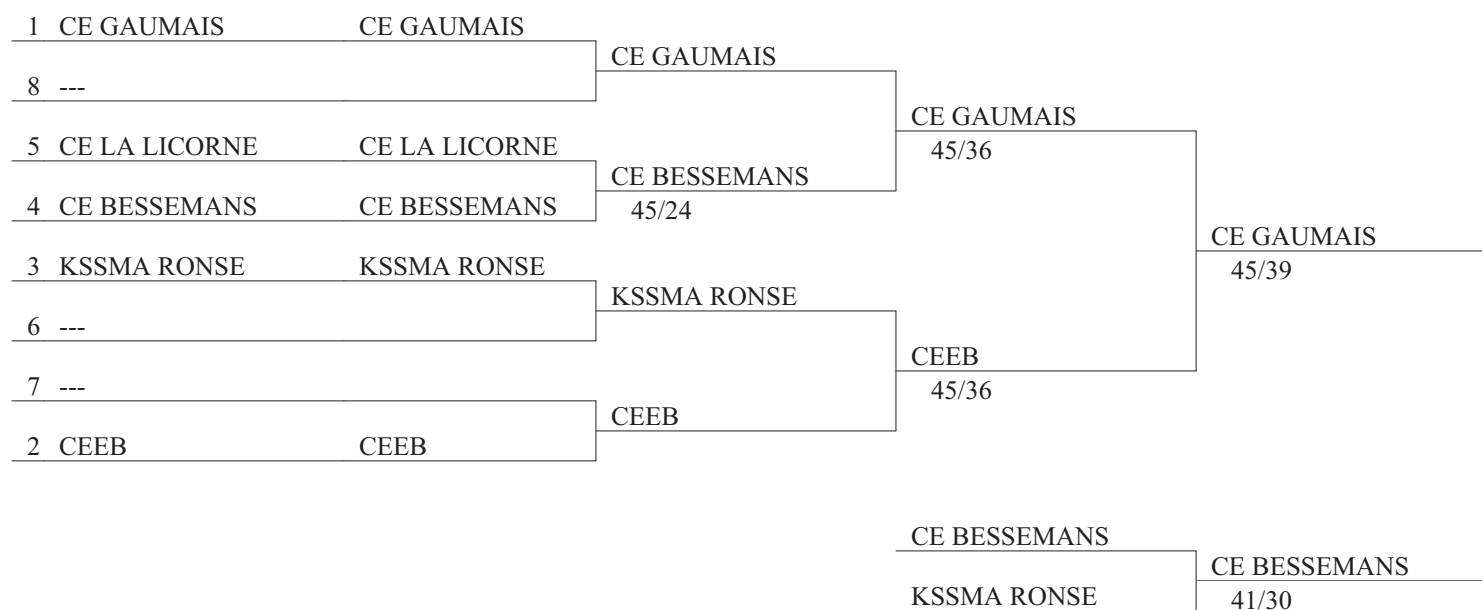 1 CE GAUMAIS CE GAUMAIS
CE GAUMAIS
8 ---
CE GAUMAIS
45/36
5 CE LA LICORNE CE LA LICORNE
CE BESSEMANS
45/24
4 CE BESSEMANS CE BESSEMANS
CE GAUMAIS
45/39
3 KSSMA RONSE KSSMA RONSE
KSSMA RONSE
6 ---
CEEB
45/36
7 ---
CEEB
2 CEEB CEEB
CE BESSEMANS
CE BESSEMANS
41/30
KSSMA RONSE